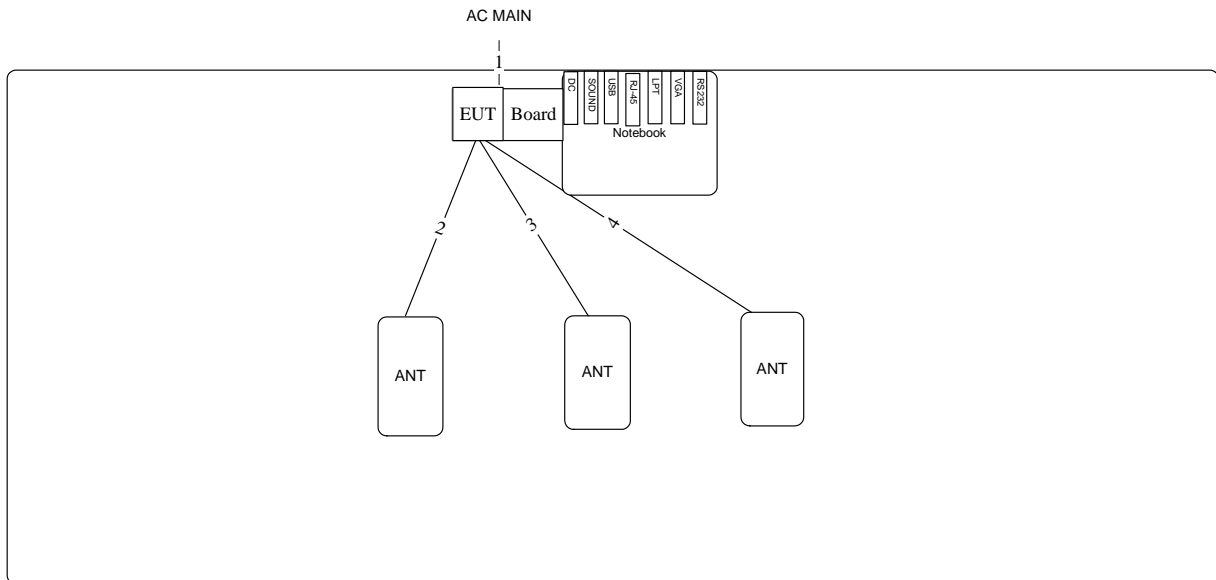 AC MAIN
1
EUT
Board
DC
SOUND
USB
RJ-45
LPT
VGA
RS232
Notebook
2
3
4
ANT
ANT
ANT